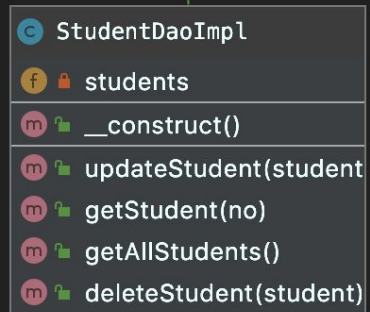 C StudentDaoImpl
f students
m __construct()
m updateStudent(student
m getStudent(no)
m getAllStudents()
m deleteStudent(student)